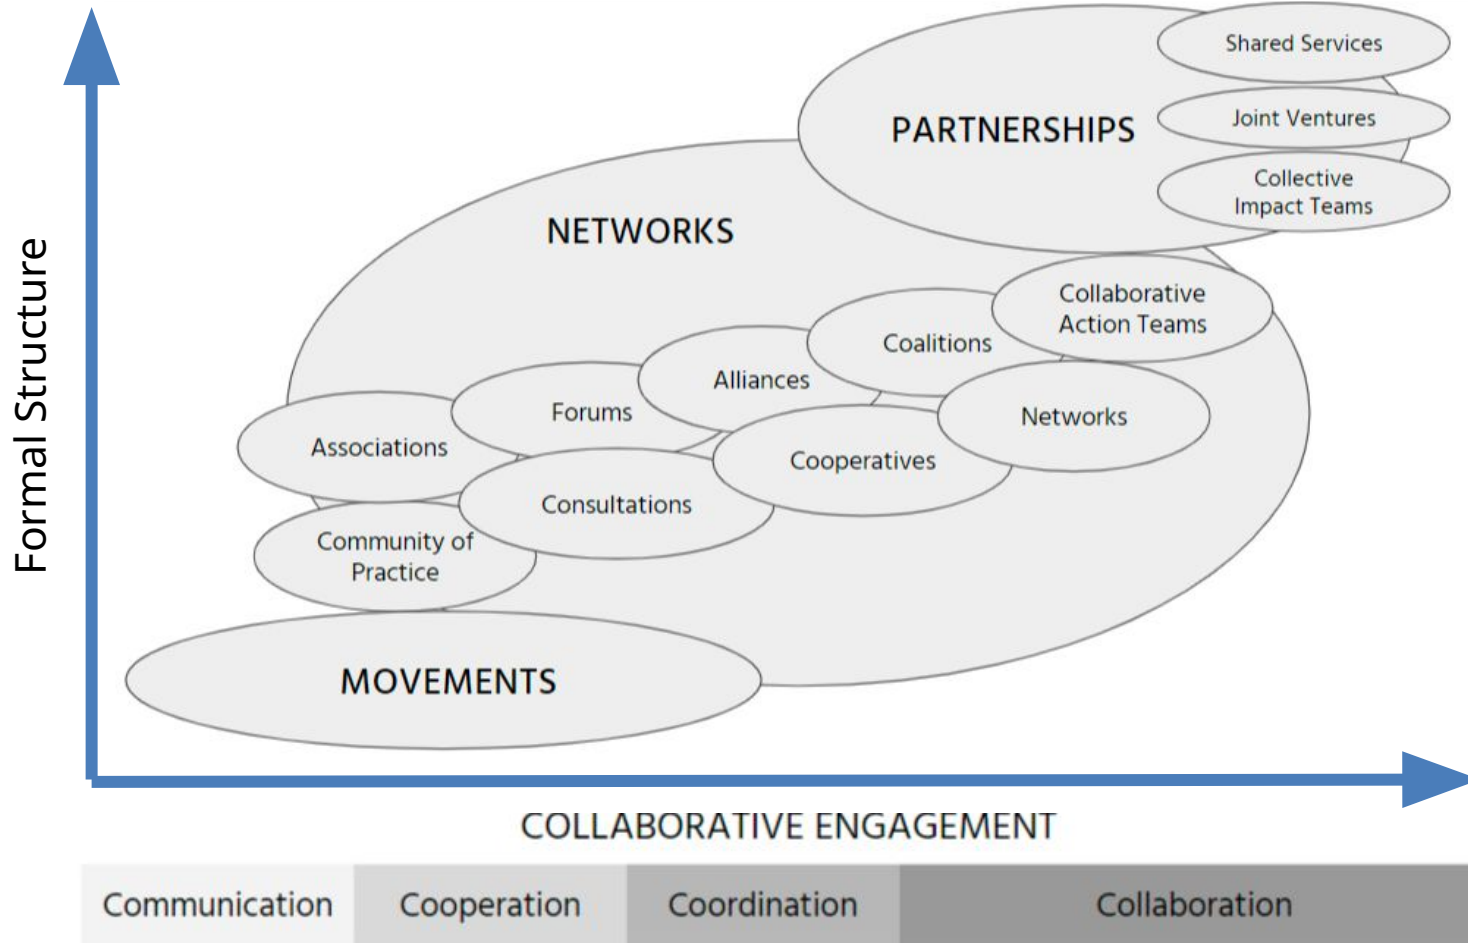 Shared Services
PARTNERSHIPS
Joint Ventures
Collective
Impact Teams
NETWORKS
Collaborative
Action Teams
Coalitions
Alliances
Forums
Networks
Associations
Cooperatives
Consultations
Community of
Practice
MOVEMENTS
Formal Structure
COLLABORATIVE ENGAGEMENT
Communication
Cooperation
Coordination
Collaboration